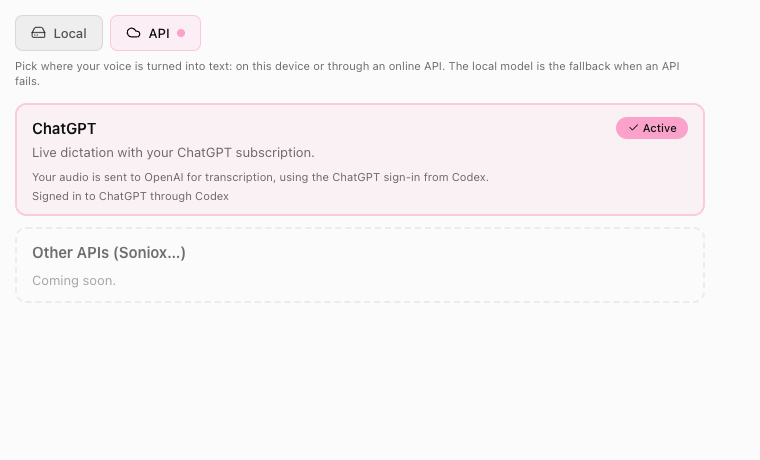 Local
API
Pick where your voice is turned into text: on this device or through an online API. The local model is the fallback when an API
fails.
ChatGPT
Active
Live dictation with your ChatGPT subscription.
Your audio is sent to OpenAI for transcription, using the ChatGPT sign-in from Codex.
Signed in to ChatGPT through Codex
Other APIs (Soniox...)
Coming soon.